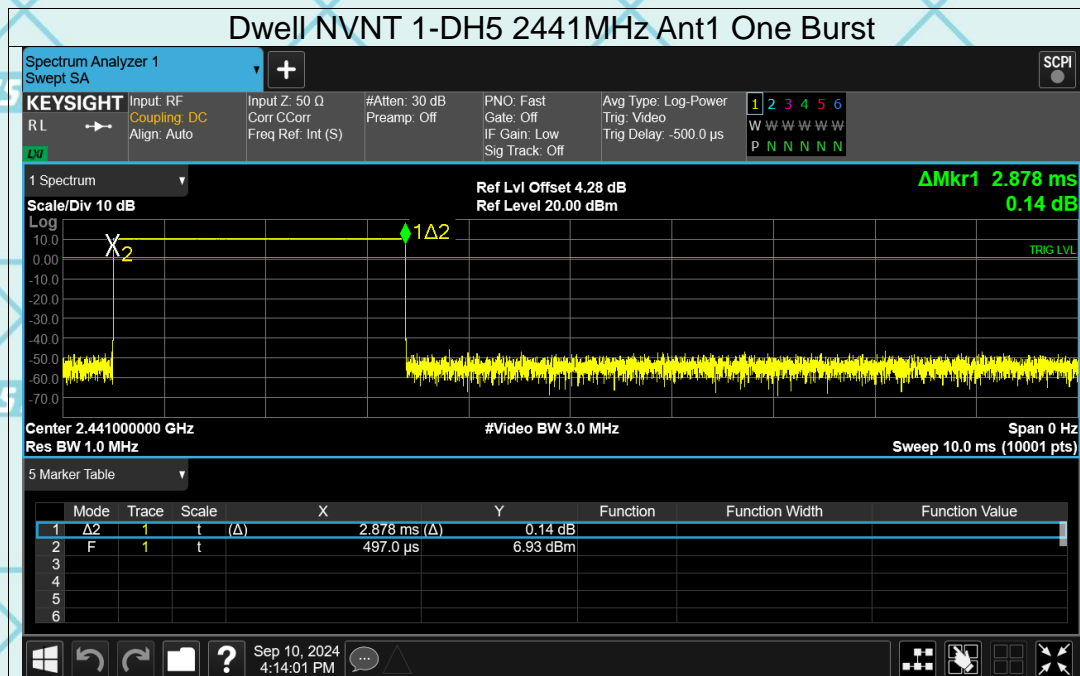 Dwell NVNT 1-DH5 2441MHz Ant1 One Burst
Spectrum Analyzer 1
Swept SA
+
SCPI
KEYSIGHT
RL
LXI
Input: RF
Coupling: DC
Align: Auto
Input Z: 50 Ω
Corr CCorr
Freq Ref: Int (S)
#Atten: 30 dB
Preamp: Off
PNO: Fast
Gate: Off
IF Gain: Low
Sig Track: Off
Avg Type: Log-Power
Trig: Video
Trig Delay: -500.0 µs
1 2 3 4 5 6
W W W W W W
P N N N N N
1 Spectrum
Scale/Div 10 dB
Ref Lvl Offset 4.28 dB
Ref Level 20.00 dBm
ΔMkr1 2.878 ms
0.14 dB
Log
10.0
0.00
-10.0
-20.0
-30.0
-40.0
-50.0
-60.0
-70.0
X2
1Δ2
TRIG LVL
Center 2.441000000 GHz
#Video BW 3.0 MHz
Span 0 Hz
Res BW 1.0 MHz
Sweep 10.0 ms (10001 pts)
5 Marker Table
Mode Trace Scale X Y Function Function Width Function Value
1 Δ2 1 t (Δ) 2.878 ms (Δ) 0.14 dB
2 F 1 t 497.0 µs 6.93 dBm
3
4
5
6
?
Sep 10, 2024
4:14:01 PM